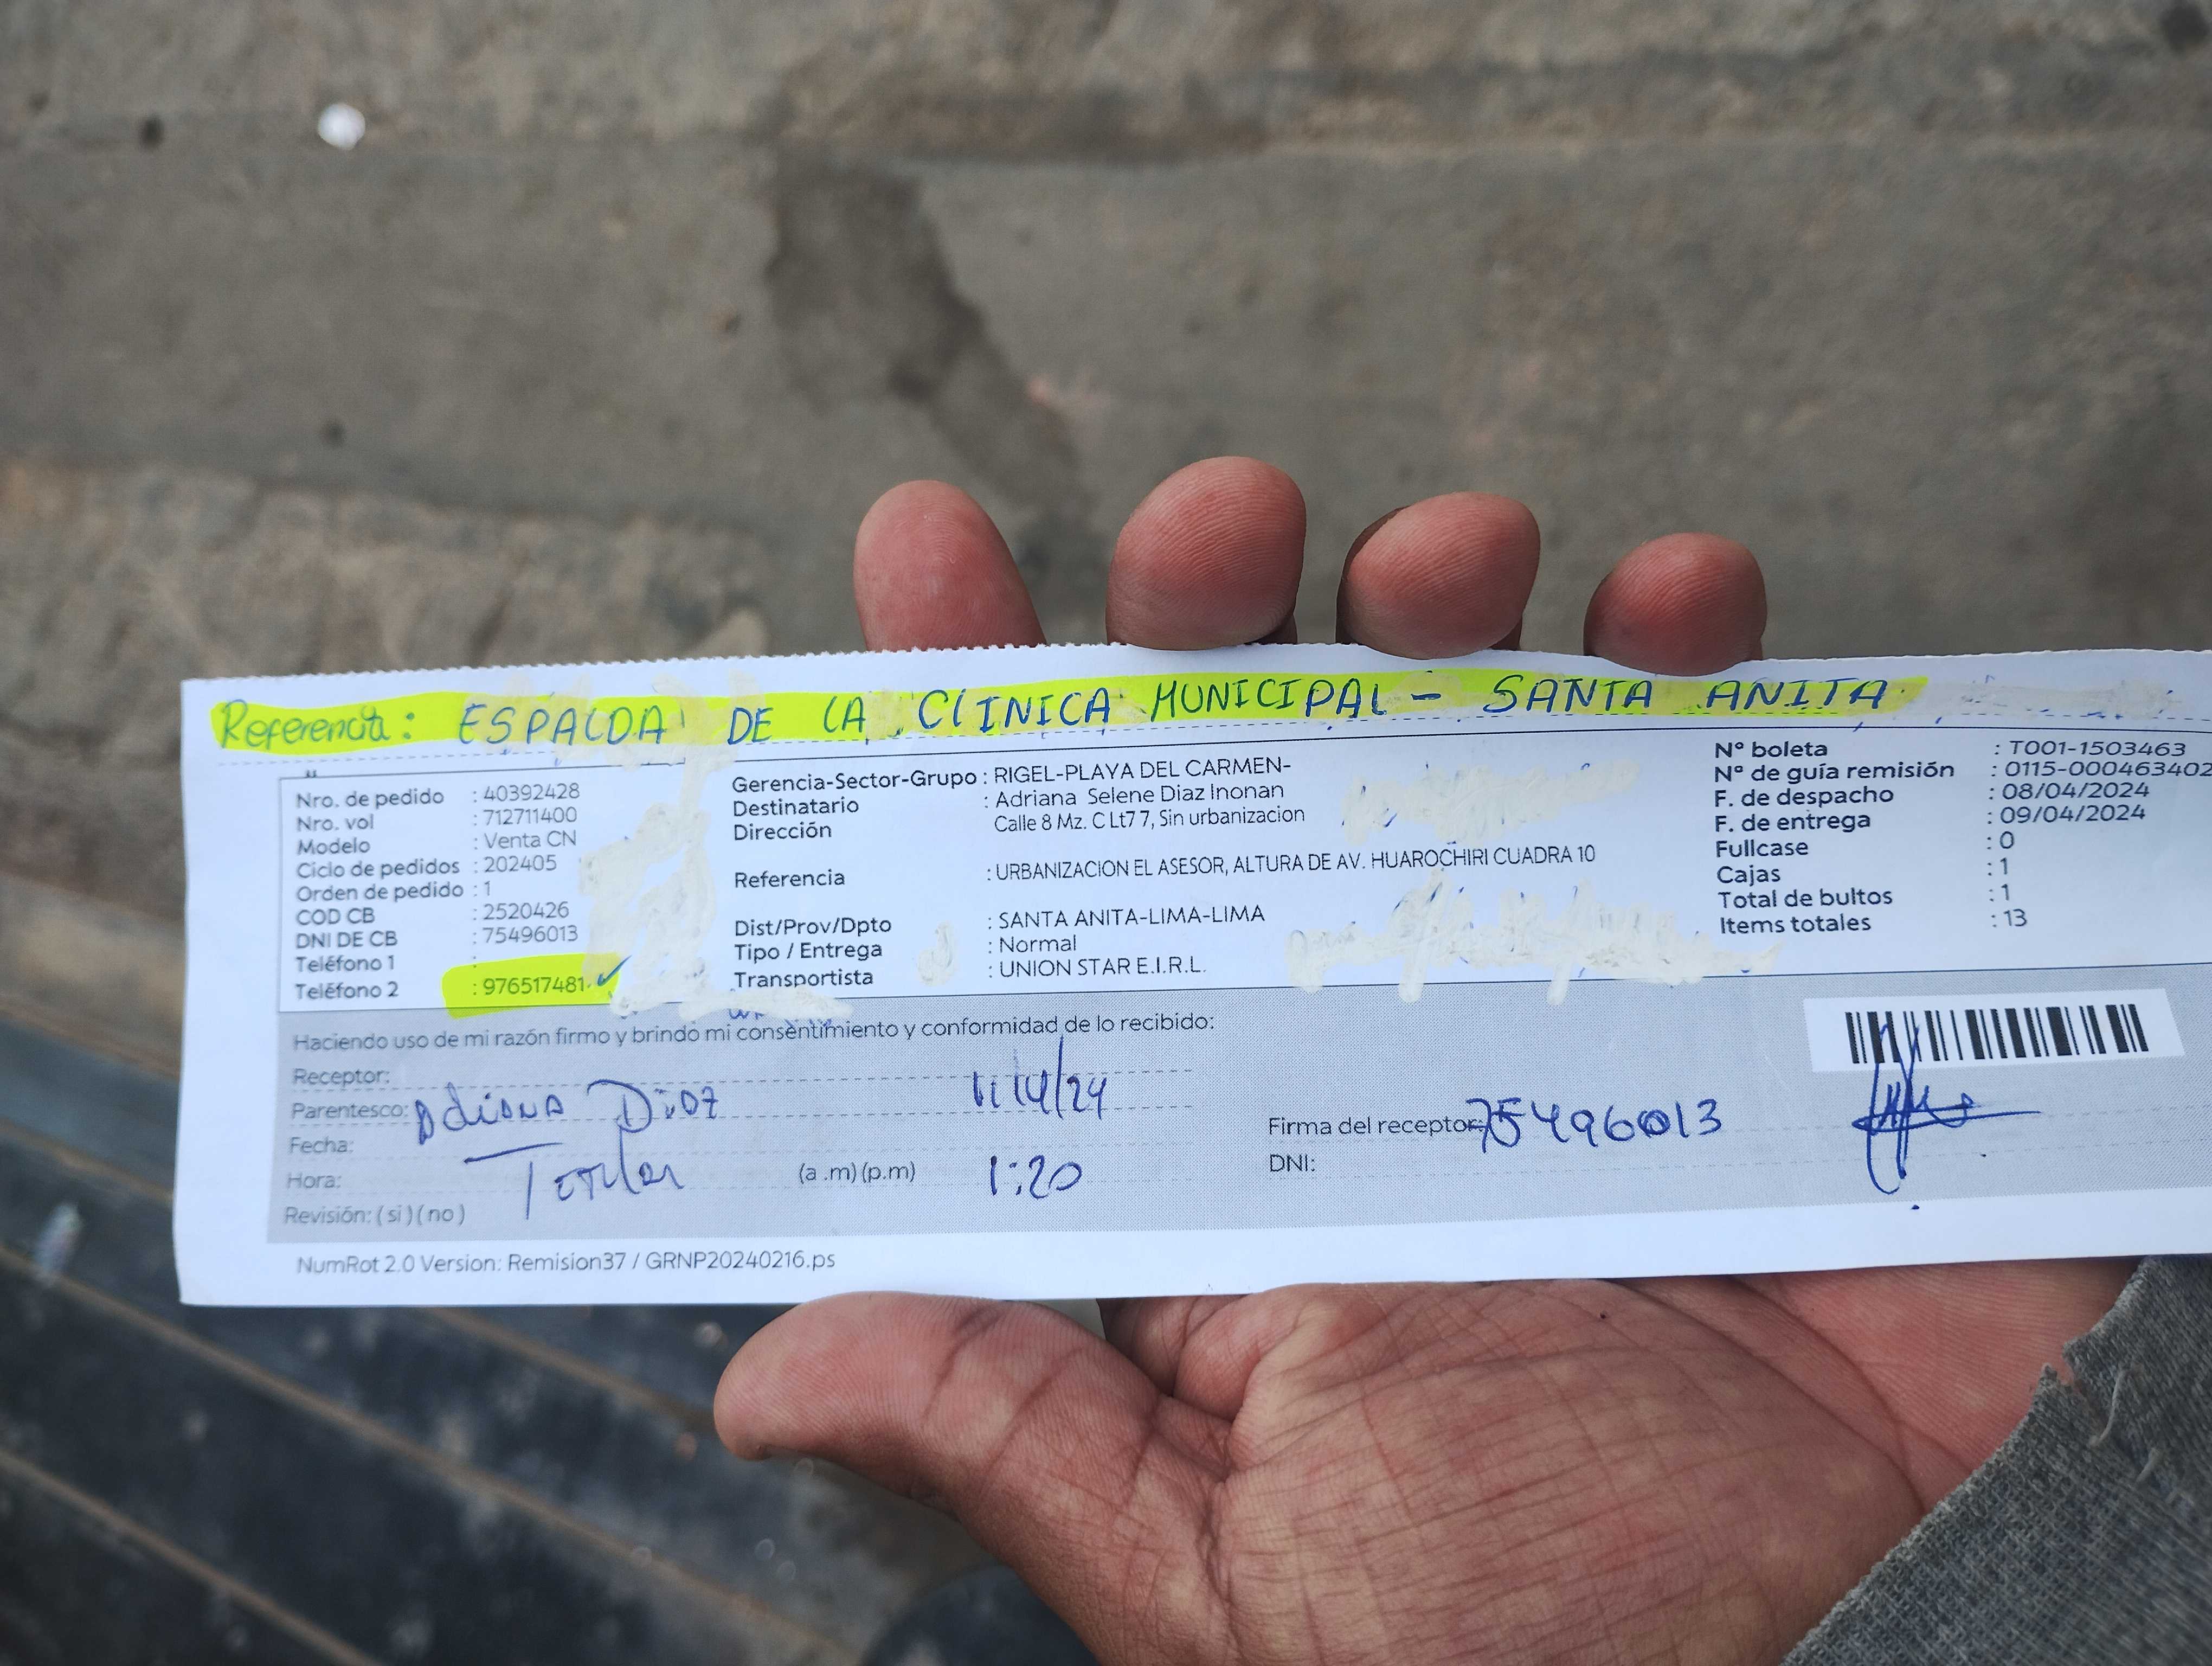 Referencia: ESPALDA DE LA CLINICA MUNICIPAL - SANTA ANITA
Nro. de pedido : 40392428
Nro. vol : 712711400
Modelo : Venta CN
Ciclo de pedidos : 202405
Orden de pedido : 1
COD CB : 2520426
DNI DE CB : 75496013
Teléfono 1 :
Teléfono 2 : 976517481
Gerencia-Sector-Grupo : RIGEL-PLAYA DEL CARMEN-
Destinatario : Adriana Selene Diaz Inonan
Dirección Calle 8 Mz. C Lt7 7, Sin urbanizacion
Referencia : URBANIZACION EL ASESOR, ALTURA DE AV. HUAROCHIRI CUADRA 10
Dist/Prov/Dpto : SANTA ANITA-LIMA-LIMA
Tipo / Entrega : Normal
Transportista : UNION STAR E.I.R.L.
N° boleta : T001-1503463
N° de guía remisión : 0115-000463402
F. de despacho : 08/04/2024
F. de entrega : 09/04/2024
Fullcase : 0
Cajas : 1
Total de bultos : 1
Items totales : 13
Haciendo uso de mi razón firmo y brindo mi consentimiento y conformidad de lo recibido:
Receptor:
Parentesco: Adriana Diaz
Fecha:
Hora: (a .m) (p.m) 1:20
Revisión: ( si ) ( no )
Firma del receptor: 75496013
DNI:
NumRot 2.0 Version: Remision37 / GRNP20240216.ps